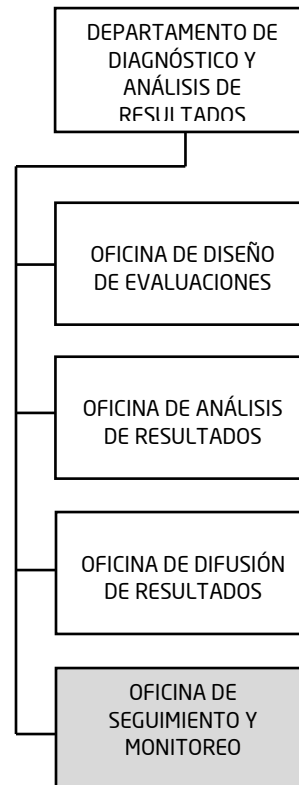 DEPARTAMENTO DE
DIAGNÓSTICO Y
ANÁLISIS DE
RESULTADOS
OFICINA DE DISEÑO
DE EVALUACIONES
OFICINA DE ANÁLISIS
DE RESULTADOS
OFICINA DE DIFUSIÓN
DE RESULTADOS
OFICINA DE
SEGUIMIENTO Y
MONITOREO